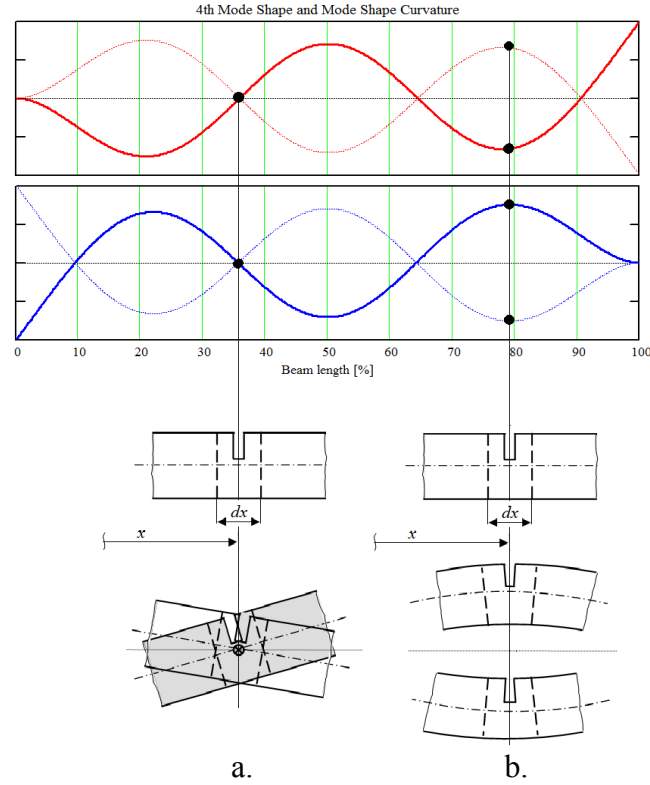 4th Mode Shape and Mode Shape Curvature
0 10 20 30 40 50 60 70 80 90 100
Beam length [%]
dx dx
x x
a. b.